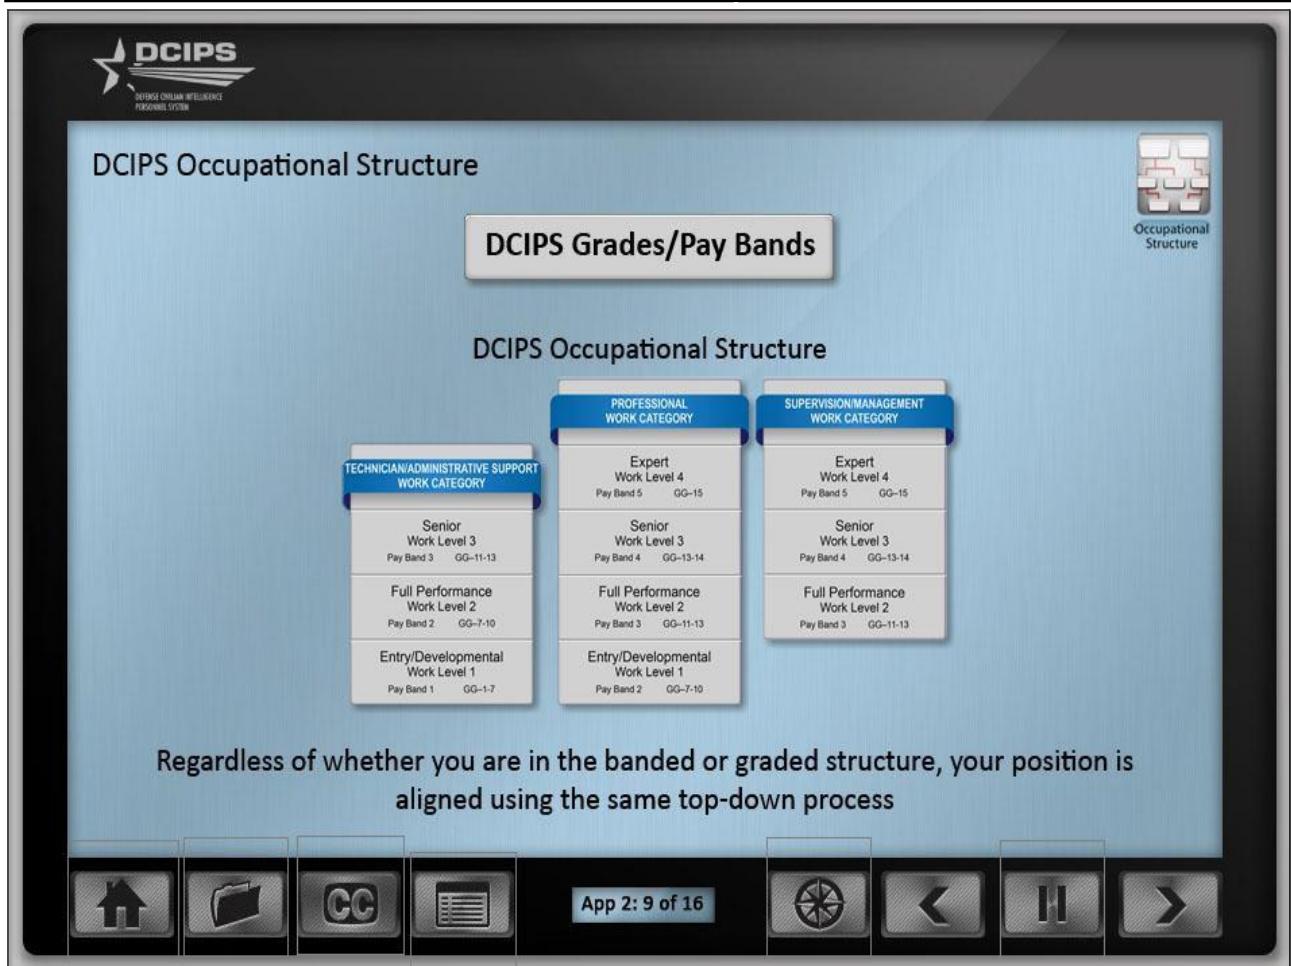 DCIPS
DEFENSE CIVILIAN INTELLIGENCE
PERSONNEL SYSTEM
DCIPS Occupational Structure
Occupational
Structure
DCIPS Grades/Pay Bands
DCIPS Occupational Structure
TECHNICIAN/ADMINISTRATIVE SUPPORT
WORK CATEGORY
Senior
Work Level 3
Pay Band 3 GG–11-13
Full Performance
Work Level 2
Pay Band 2 GG–7-10
Entry/Developmental
Work Level 1
Pay Band 1 GG–1-7
PROFESSIONAL
WORK CATEGORY
Expert
Work Level 4
Pay Band 5 GG–15
Senior
Work Level 3
Pay Band 4 GG–13-14
Full Performance
Work Level 2
Pay Band 3 GG–11-13
Entry/Developmental
Work Level 1
Pay Band 2 GG–7-10
SUPERVISION/MANAGEMENT
WORK CATEGORY
Expert
Work Level 4
Pay Band 5 GG–15
Senior
Work Level 3
Pay Band 4 GG–13-14
Full Performance
Work Level 2
Pay Band 3 GG–11-13
Regardless of whether you are in the banded or graded structure, your position is
aligned using the same top-down process
CC
App 2: 9 of 16